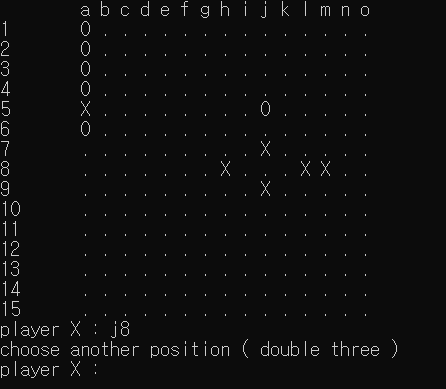 a b c d e f g h i j k l m n o
1 O . . . . . . . . . . . . . .
2 O . . . . . . . . . . . . . .
3 O . . . . . . . . . . . . . .
4 O . . . . . . . . . . . . . .
5 X . . . . . . . . O . . . . .
6 O . . . . . . . . . . . . . .
7 . . . . . . . . . X . . . . .
8 . . . . . . . X . . . X X . .
9 . . . . . . . . . X . . . . .
10 . . . . . . . . . . . . . . .
11 . . . . . . . . . . . . . . .
12 . . . . . . . . . . . . . . .
13 . . . . . . . . . . . . . . .
14 . . . . . . . . . . . . . . .
15 . . . . . . . . . . . . . . .
player X : j8
choose another position ( double three )
player X :